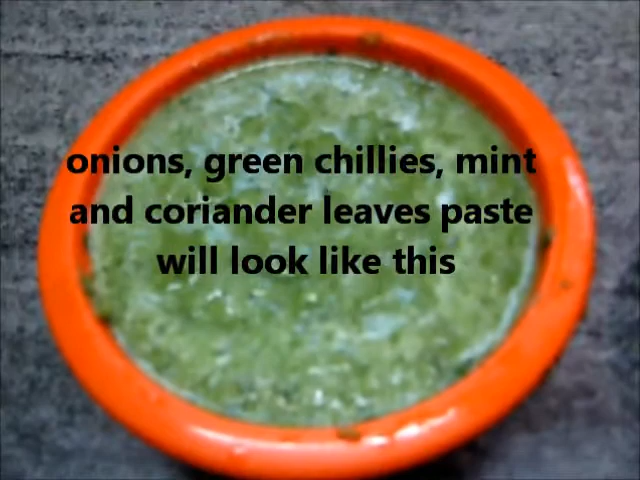 onions, green chillies, mint
and coriander leaves paste
will look like this